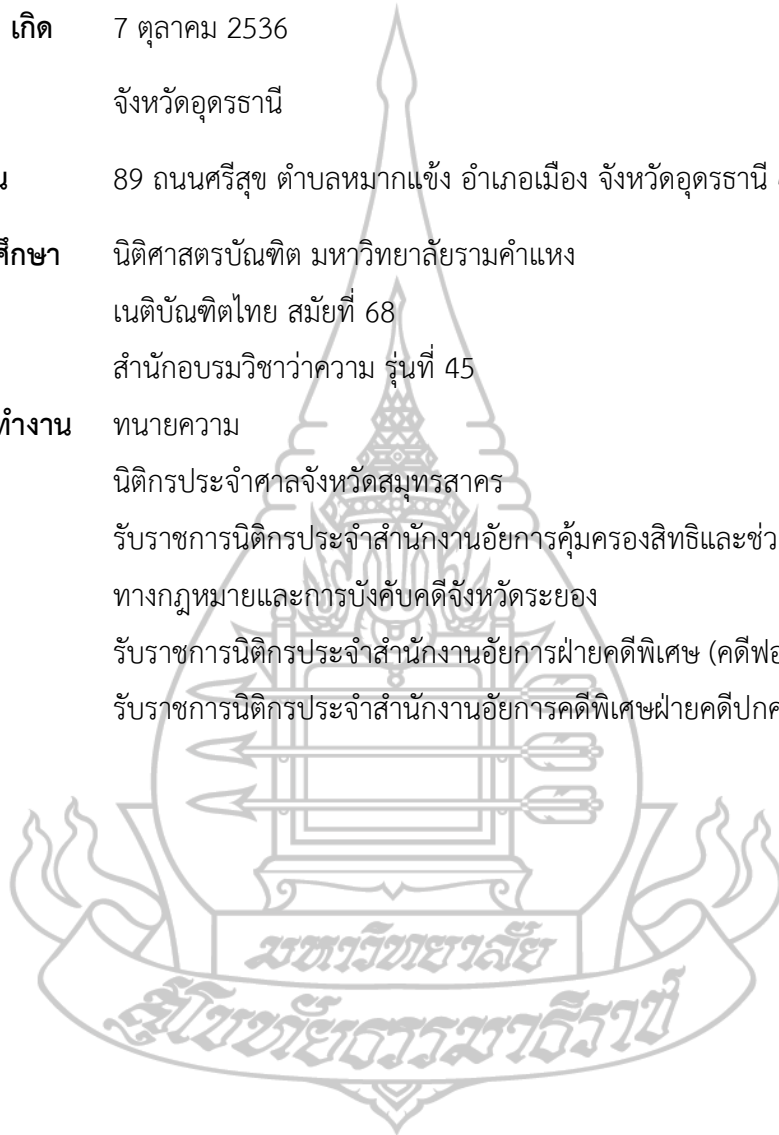 เกิด 7 ตุลาคม 2536
จังหวัดอุดรธานี
89 ถนนศรีสุข ตำบลหมากแข้ง อำเภอเมือง จังหวัดอุดรธานี
นิติศาสตรบัณฑิต มหาวิทยาลัยรามคำแหง
เนติบัณฑิตไทย สมัยที่ 68
สำนักอบรมวิชาว่าความ รุ่นที่ 45
ทำงาน ทนายความ
นิติกรประจำศาลจังหวัดสมุทรสาคร
รับราชการนิติกรประจำสำนักงานอัยการคุ้มครองสิทธิและช่ว
ทางกฎหมายและการบังคับคดีจังหวัดระยอง
รับราชการนิติกรประจำสำนักงานอัยการฝ่ายคดีพิเศษ (คดีฟอ
รับราชการนิติกรประจำสำนักงานอัยการคดีพิเศษฝ่ายคดีปกค
มหาวิทยาลัย
สุโขทัยธรรมาธิราช